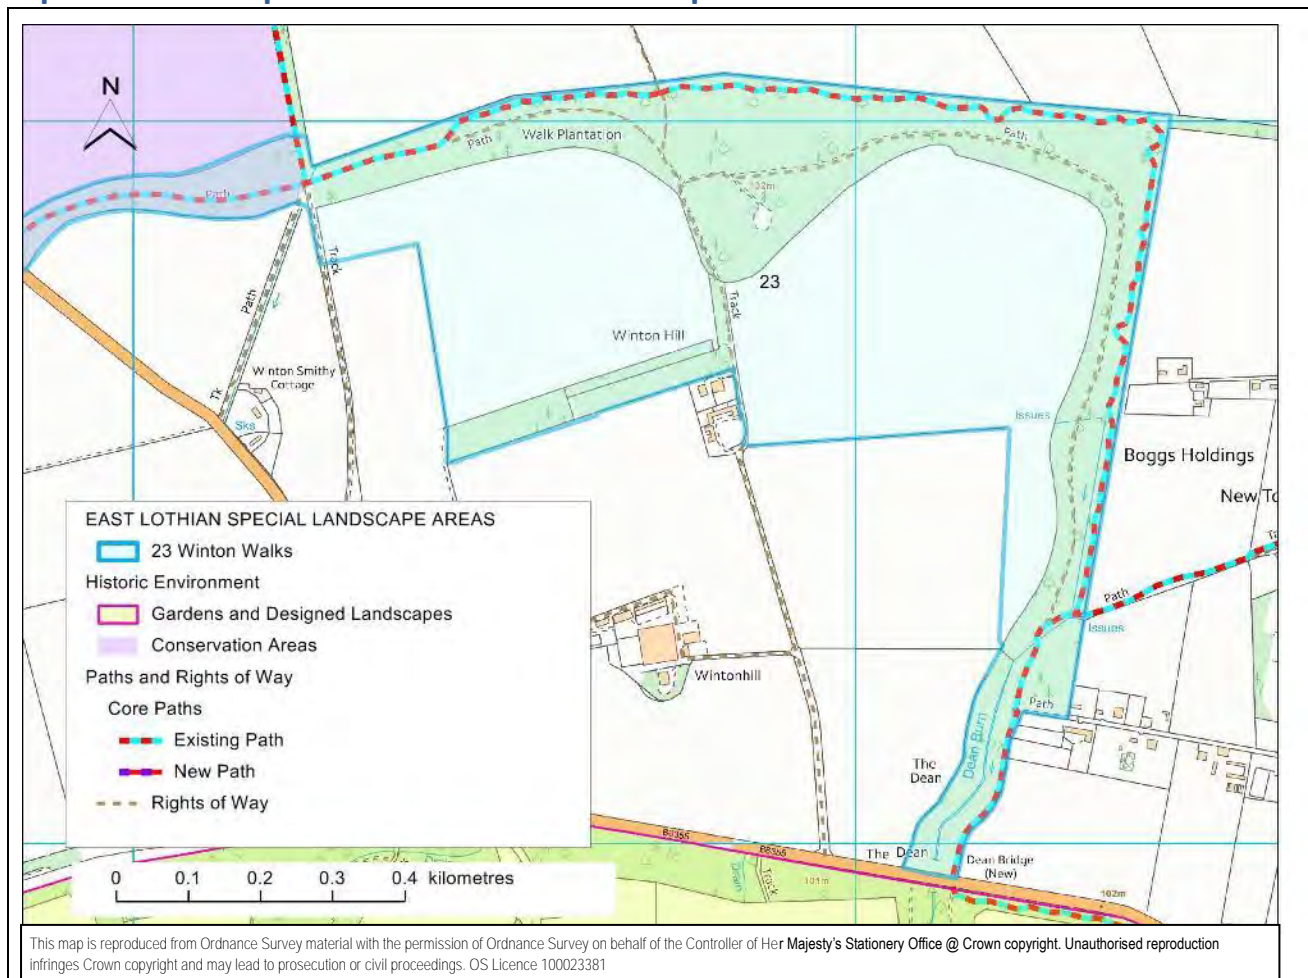 N
Path
Path
Walk Plantation
Path
102m
Track
Track
23
Path
Winton Hill
Winton Smithy
Cottage
Tk
Sks
Issues
Boggs Holdings
New To
EAST LOTHIAN SPECIAL LANDSCAPE AREAS
23 Winton Walks
Historic Environment
Gardens and Designed Landscapes
Conservation Areas
Paths and Rights of Way
Core Paths
Existing Path
New Path
Rights of Way
Path
Issues
Wintonhill
Path
Dean Burn
The
Dean
B6355
B6355
The Dean
Dean Bridge
(New)
Drain
Track
101m
102m
0 0.1 0.2 0.3 0.4 kilometres
This map is reproduced from Ordnance Survey material with the permission of Ordnance Survey on behalf of the Controller of Her Majesty's Stationery Office @ Crown copyright. Unauthorised reproduction
infringes Crown copyright and may lead to prosecution or civil proceedings. OS Licence 100023381